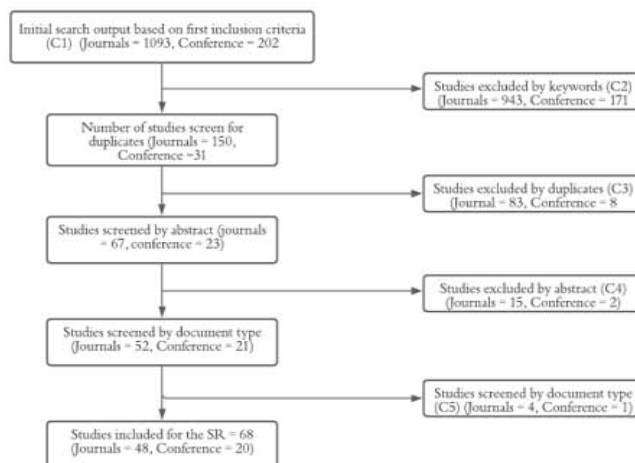 Initial search output based on first inclusion criteria
(C1) (Journals = 1093, Conference = 202
Studies excluded by keywords (C2)
(Journals = 943, Conference = 171
Number of studies screen for
duplicates (Journals = 150,
Conference =31
Studies excluded by duplicates (C3)
(Journal = 83, Conference = 8
Studies screened by abstract (journals
= 67, conference = 23)
Studies excluded by abstract (C4)
(Journals = 15, Conference = 2)
Studies screened by document type
(Journals = 52, Conference = 21)
Studies screened by document type
(C5) (Journals = 4, Conference = 1)
Studies included for the SR = 68
(Journals = 48, Conference = 20)